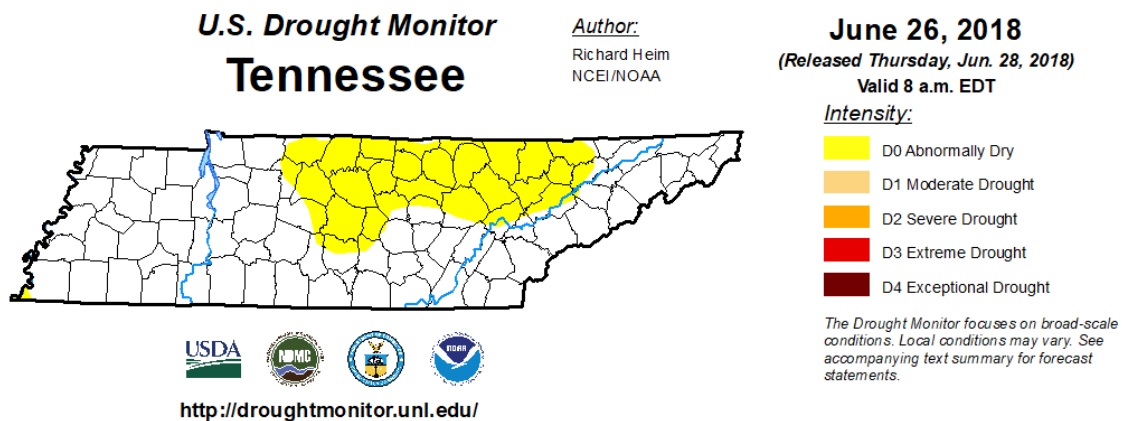 U.S. Drought Monitor
Tennessee
Author:
Richard Heim
NCEI/NOAA
June 26, 2018
(Released Thursday, Jun. 28, 2018)
Valid 8 a.m. EDT
Intensity:
D0 Abnormally Dry
D1 Moderate Drought
D2 Severe Drought
D3 Extreme Drought
D4 Exceptional Drought
The Drought Monitor focuses on broad-scale
conditions. Local conditions may vary. See
accompanying text summary for forecast
statements.
USDA
NDMC
NOAA
http://droughtmonitor.unl.edu/